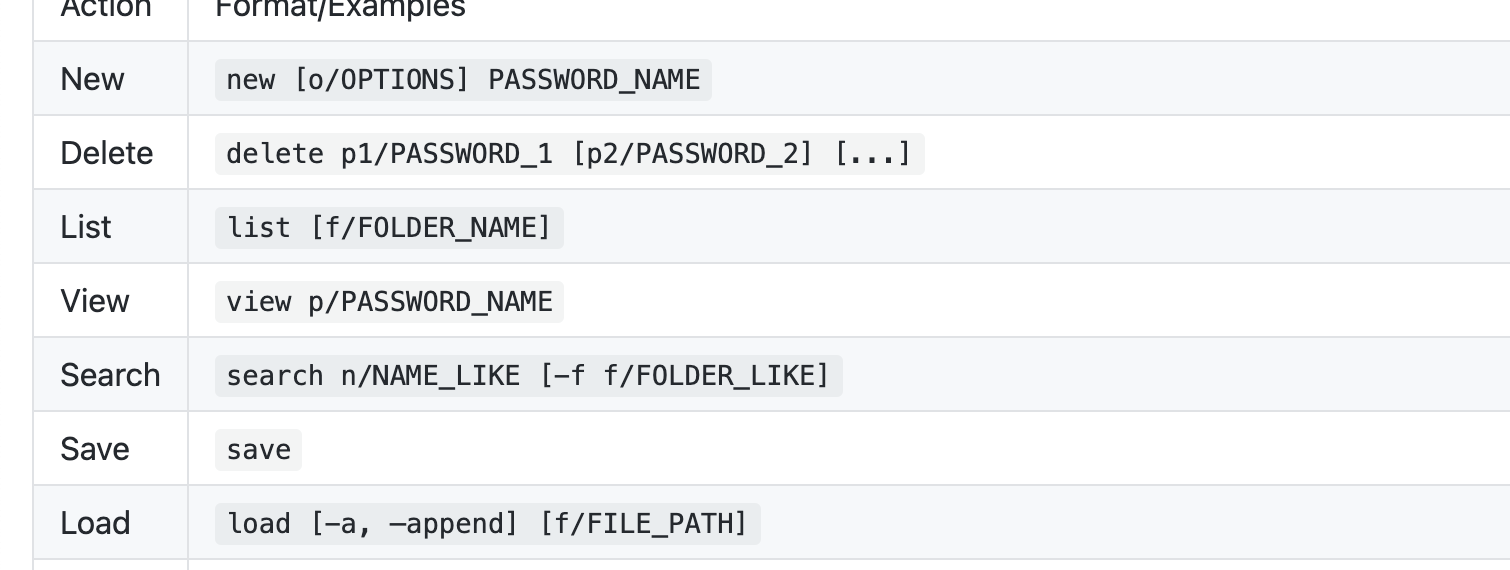 Action Format/Examples
New new [o/OPTIONS] PASSWORD_NAME
Delete delete p1/PASSWORD_1 [p2/PASSWORD_2] [...]
List list [f/FOLDER_NAME]
View view p/PASSWORD_NAME
Search search n/NAME_LIKE [-f f/FOLDER_LIKE]
Save save
Load load [-a, —append] [f/FILE_PATH]